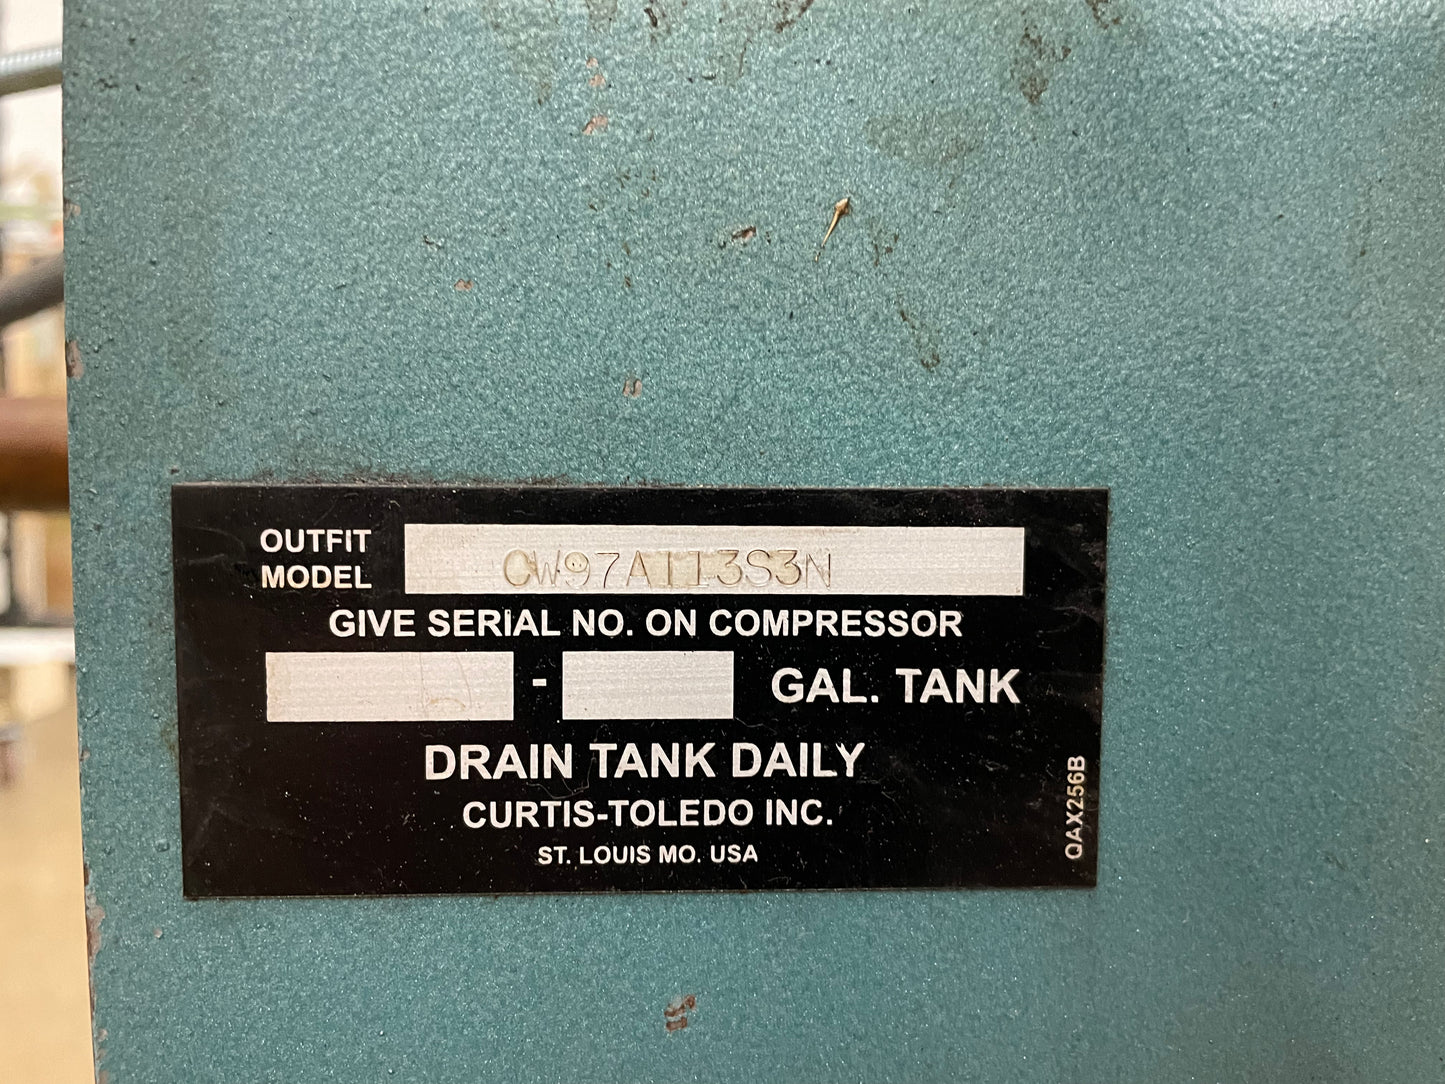 OUTFIT
MODEL CW97AII3S3N
GIVE SERIAL NO. ON COMPRESSOR
- GAL. TANK
DRAIN TANK DAILY
CURTIS-TOLEDO INC.
ST. LOUIS MO. USA
QAX256B